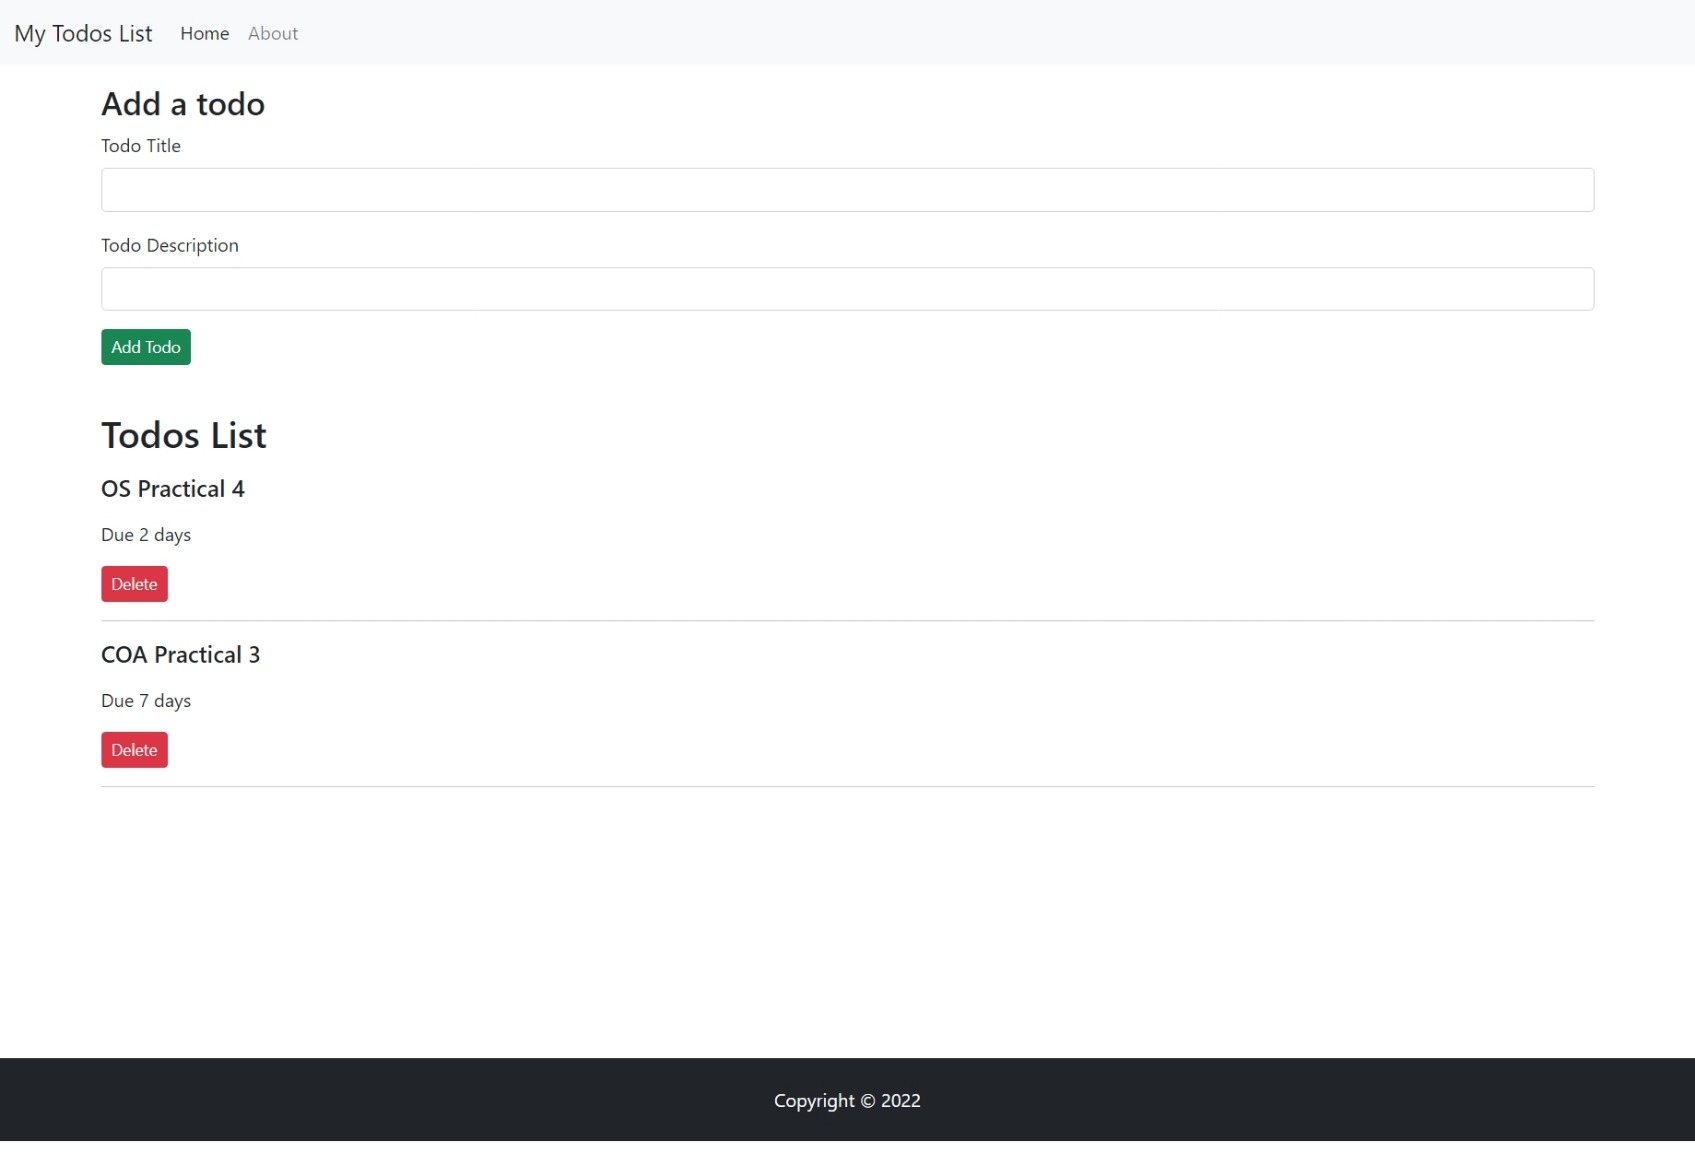 My Todos List Home About
Add a todo
Todo Title
Todo Description
Add Todo
Todos List
OS Practical 4
Due 2 days
Delete
COA Practical 3
Due 7 days
Delete
Copyright © 2022